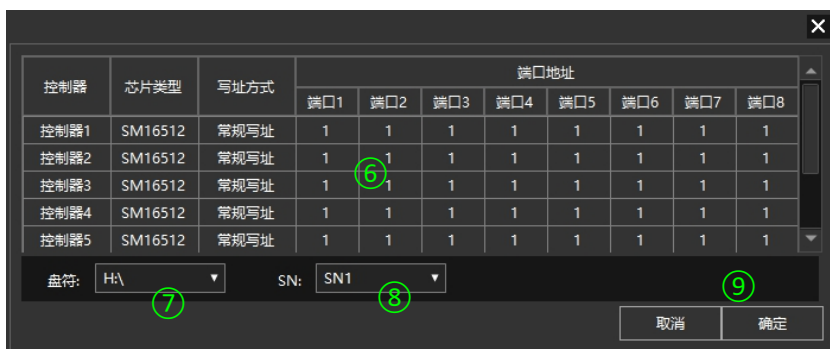 端口地址
控制器 芯片类型 写址方式
端口1 端口2 端口3 端口4 端口5 端口6 端口7 端口8
控制器1 SM16512 常规写址 1 1 1 1 1 1 1 1
控制器2 SM16512 常规写址 1 1 1 1 1 1 1 1
控制器3 SM16512 常规写址 1 ⑥ 1 1 1 1 1 1 1
控制器4 SM16512 常规写址 1 1 1 1 1 1 1 1
控制器5 SM16512 常规写址 1 1 1 1 1 1 1 1
盘符: H:\ SN: SN1
⑦ ⑧ ⑨
取消 确定